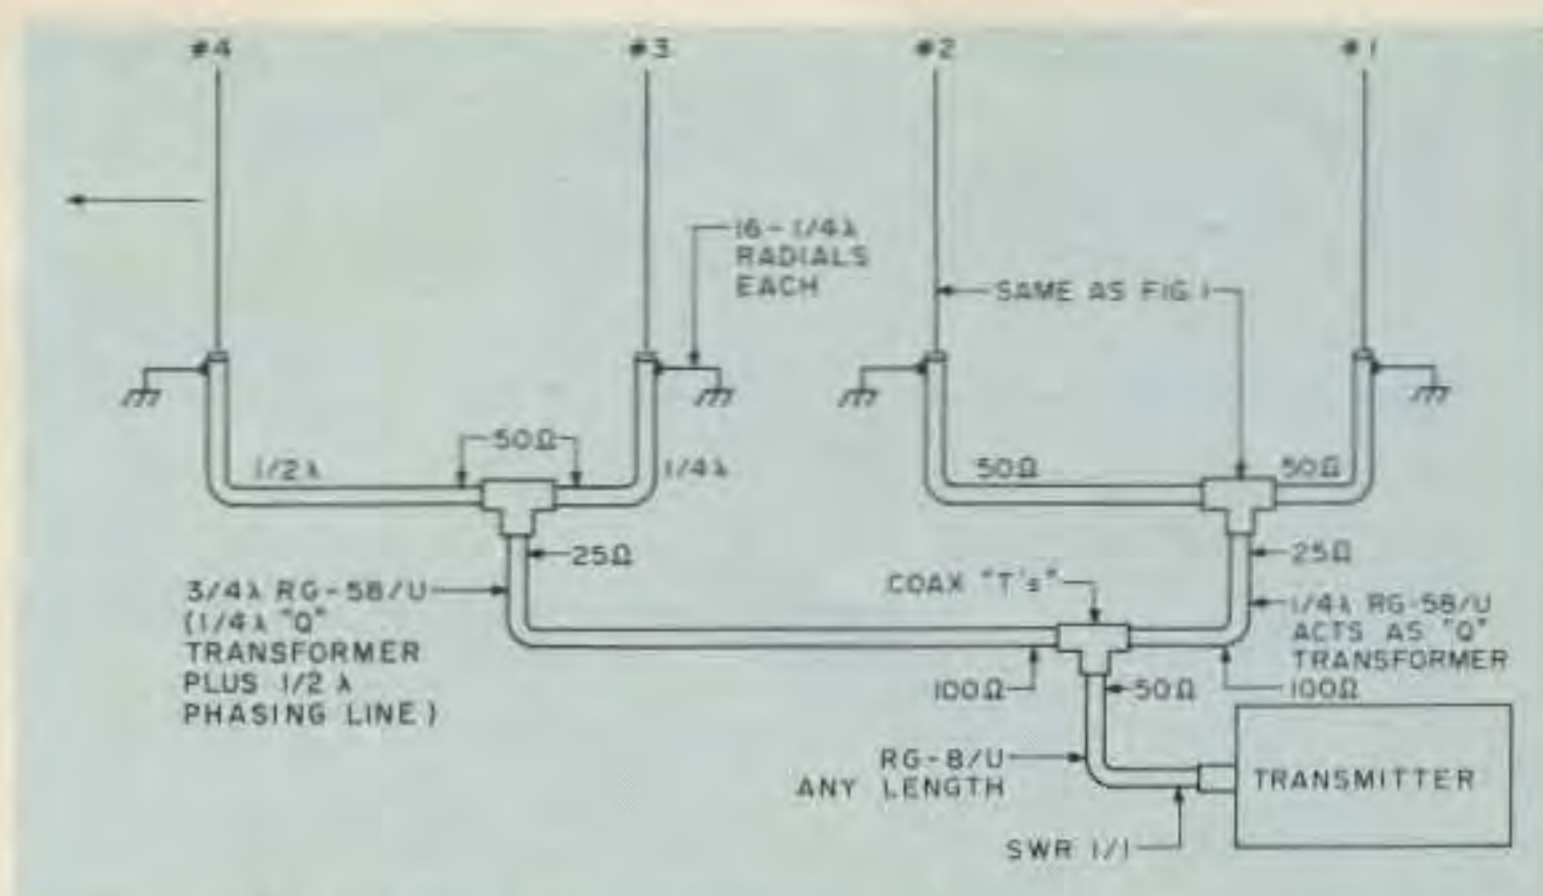 #4
#3
#2
#1
16-1/4λ
RADIALS
EACH
SAME AS FIG 1
50Ω
1/2 λ
1/4λ
50Ω
50Ω
25Ω
25Ω
3/4λ RG-58/U
(1/4λ "Q"
TRANSFORMER
PLUS 1/2 λ
PHASING LINE)
COAX "T's"
1/4λ RG-58/U
ACTS AS "Q"
TRANSFORMER
100Ω
50Ω
100Ω
RG-8/U
ANY LENGTH
TRANSMITTER
SWR 1/1